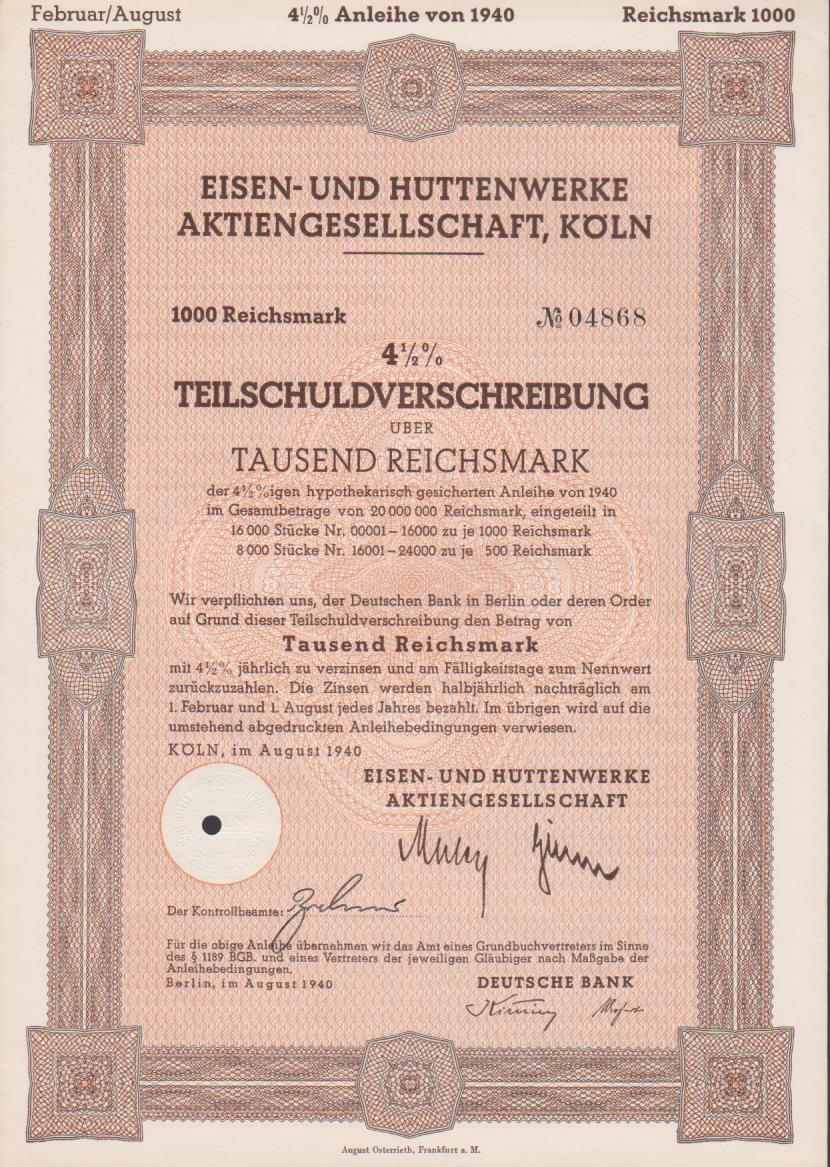 Februar/August 4½% Anleihe von 1940 Reichsmark 1000
EISEN- UND HÜTTENWERKE
AKTIENGESELLSCHAFT, KÖLN
1000 Reichsmark № 04868
4½%
TEILSCHULDVERSCHREIBUNG
ÜBER
TAUSEND REICHSMARK
der 4½%igen hypothekarisch gesicherten Anleihe von 1940
im Gesamtbetrage von 20 000 000 Reichsmark, eingeteilt in
16 000 Stücke Nr. 00001–16000 zu je 1000 Reichsmark
8 000 Stücke Nr. 16001–24000 zu je 500 Reichsmark
Wir verpflichten uns, der Deutschen Bank in Berlin oder deren Order
auf Grund dieser Teilschuldverschreibung den Betrag von
Tausend Reichsmark
mit 4½% jährlich zu verzinsen und am Fälligkeitstage zum Nennwert
zurückzuzahlen. Die Zinsen werden halbjährlich nachträglich am
1. Februar und 1. August jedes Jahres bezahlt. Im übrigen wird auf die
umstehend abgedruckten Anleihebedingungen verwiesen.
KÖLN, im August 1940
EISEN- UND HÜTTENWERKE
AKTIENGESELLSCHAFT
Der Kontrollbeamte:
Für die obige Anleihe übernehmen wir das Amt eines Grundbuchvertreters im Sinne
des § 1189 BGB. und eines Vertreters der jeweiligen Gläubiger nach Maßgabe der
Anleihebedingungen.
Berlin, im August 1940 DEUTSCHE BANK
August Osterrieth, Frankfurt a. M.